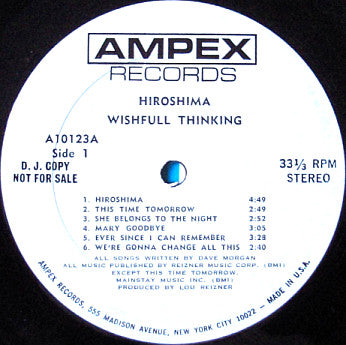 AMPEX
RECORDS
HIROSHIMA
WISHFULL THINKING
A10123A
Side 1
D. J. COPY
NOT FOR SALE
33 1/3 RPM
STEREO
1. HIROSHIMA 4:49
2. THIS TIME TOMORROW 2:49
3. SHE BELONGS TO THE NIGHT 2:52
4. MARY GOODBYE 3:05
5. EVER SINCE I CAN REMEMBER 3:28
6. WE'RE GONNA CHANGE ALL THIS 2:40
ALL SONGS WRITTEN BY DAVE MORGAN
ALL MUSIC PUBLISHED BY REIZNER MUSIC CORP. (BMI)
EXCEPT THIS TIME TOMORROW,
MAINSTAY MUSIC INC. (BMI)
PRODUCED BY LOU REIZNER
AMPEX RECORDS, 555 MADISON AVENUE, NEW YORK CITY 10022 - MADE IN U.S.A.